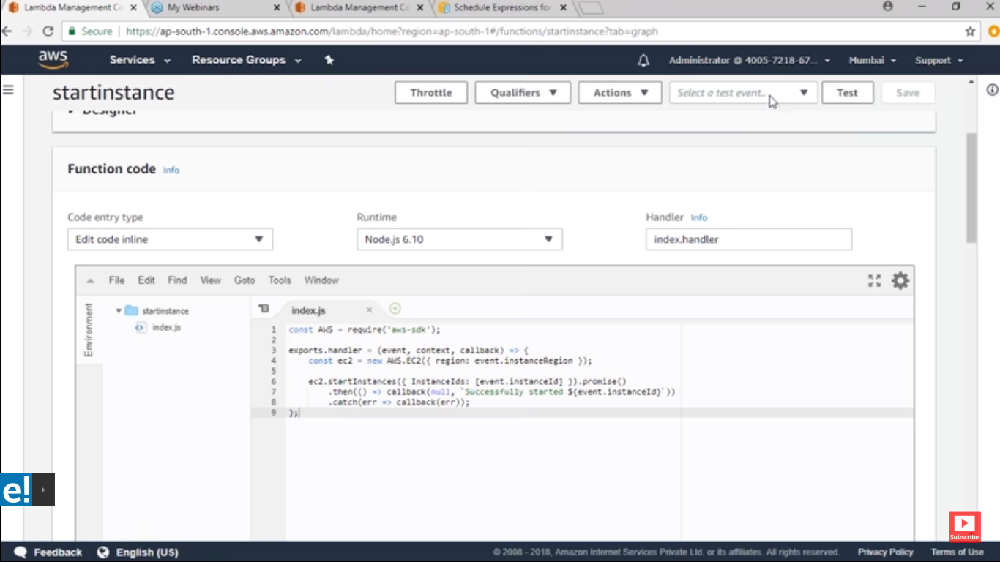 Lambda Management Co
My Webinars
Lambda Management Co
Schedule Expressions for
Secure
https://ap-south-1.console.aws.amazon.com/lambda/home?region=ap-south-1#/functions/startinstance?tab=graph
aws
Services
Resource Groups
Administrator @ 4005-7218-67...
Mumbai
Support
startinstance
Throttle
Qualifiers
Actions
Select a test event..
Test
Save
Designer
Function code
Info
Code entry type
Runtime
Handler
Info
Edit code inline
Node.js 6.10
index.handler
File
Edit
Find
View
Goto
Tools
Window
Environment
startinstance
index.js
index.js
1 const AWS = require('aws-sdk');
2
3 exports.handler = (event, context, callback) => {
4 const ec2 = new AWS.EC2({ region: event.instanceRegion });
5
6 ec2.startInstances({ InstanceIds: [event.instanceId] }).promise()
7 .then(() => callback(null, `Successfully started ${event.instanceId}`))
8 .catch(err => callback(err));
9 };
e!
Subscribe
Feedback
English (US)
© 2008 - 2018, Amazon Internet Services Private Ltd. or its affiliates. All rights reserved.
Privacy Policy
Terms of Use